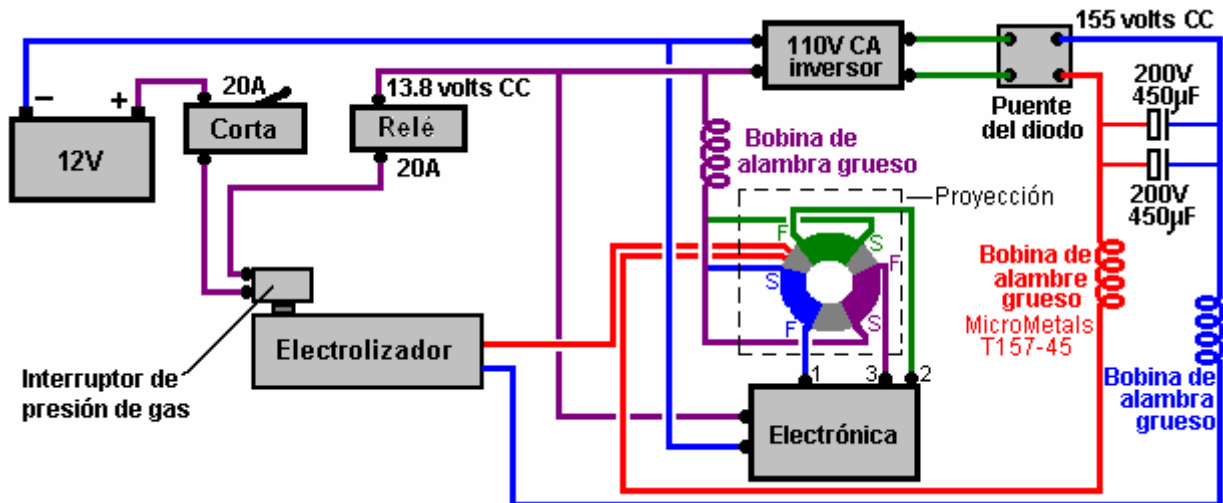 155 volts CC
110V CA
inversor
200V
450µF
20A
13.8 volts CC
− +
Corta
Relé
Puente
del diodo
12V
20A
Bobina de
alambra grueso
200V
450µF
Proyección
F
S
F
S
F
S
Bobina de
alambre
grueso
MicroMetals
T157-45
Electrolizador
Interruptor de
presión de gas
1 3 2
Bobina de
alambra
grueso
Electrónica